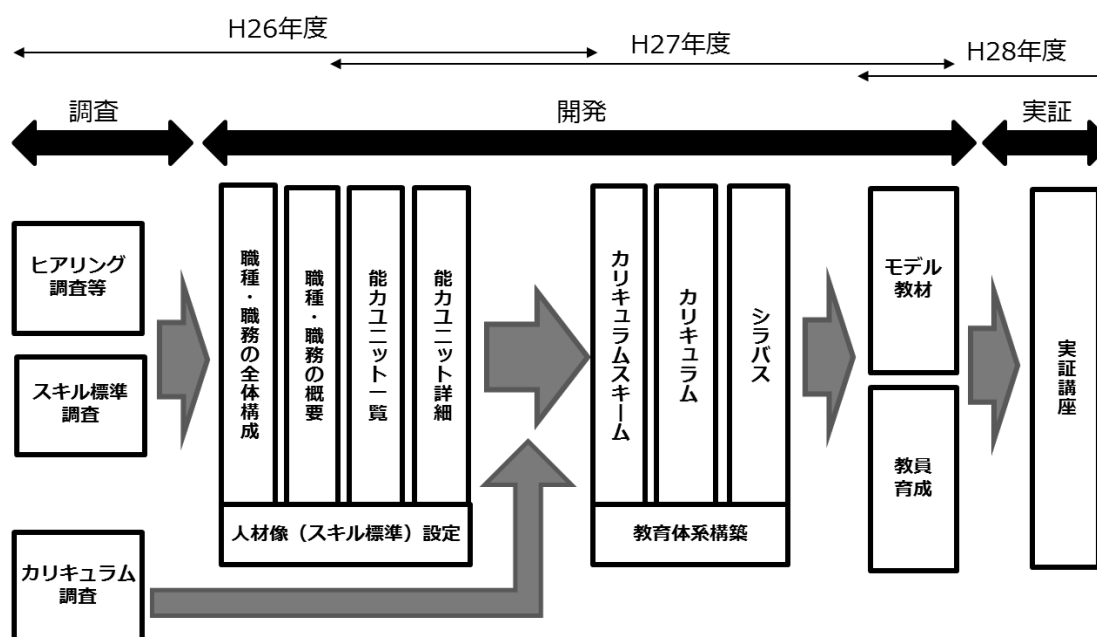 H26年度
H27年度
H28年度
調査
開発
実証
ヒアリング
調査等
スキル標準
調査
カリキュラム
調査
職種・職務の全体構成
職種・職務の概要
能力ユニット一覧
能力ユニット詳細
人材像（スキル標準）設定
カリキュラムスキーム
カリキュラム
シラバス
教育体系構築
モデル
教材
教員
育成
実証講座